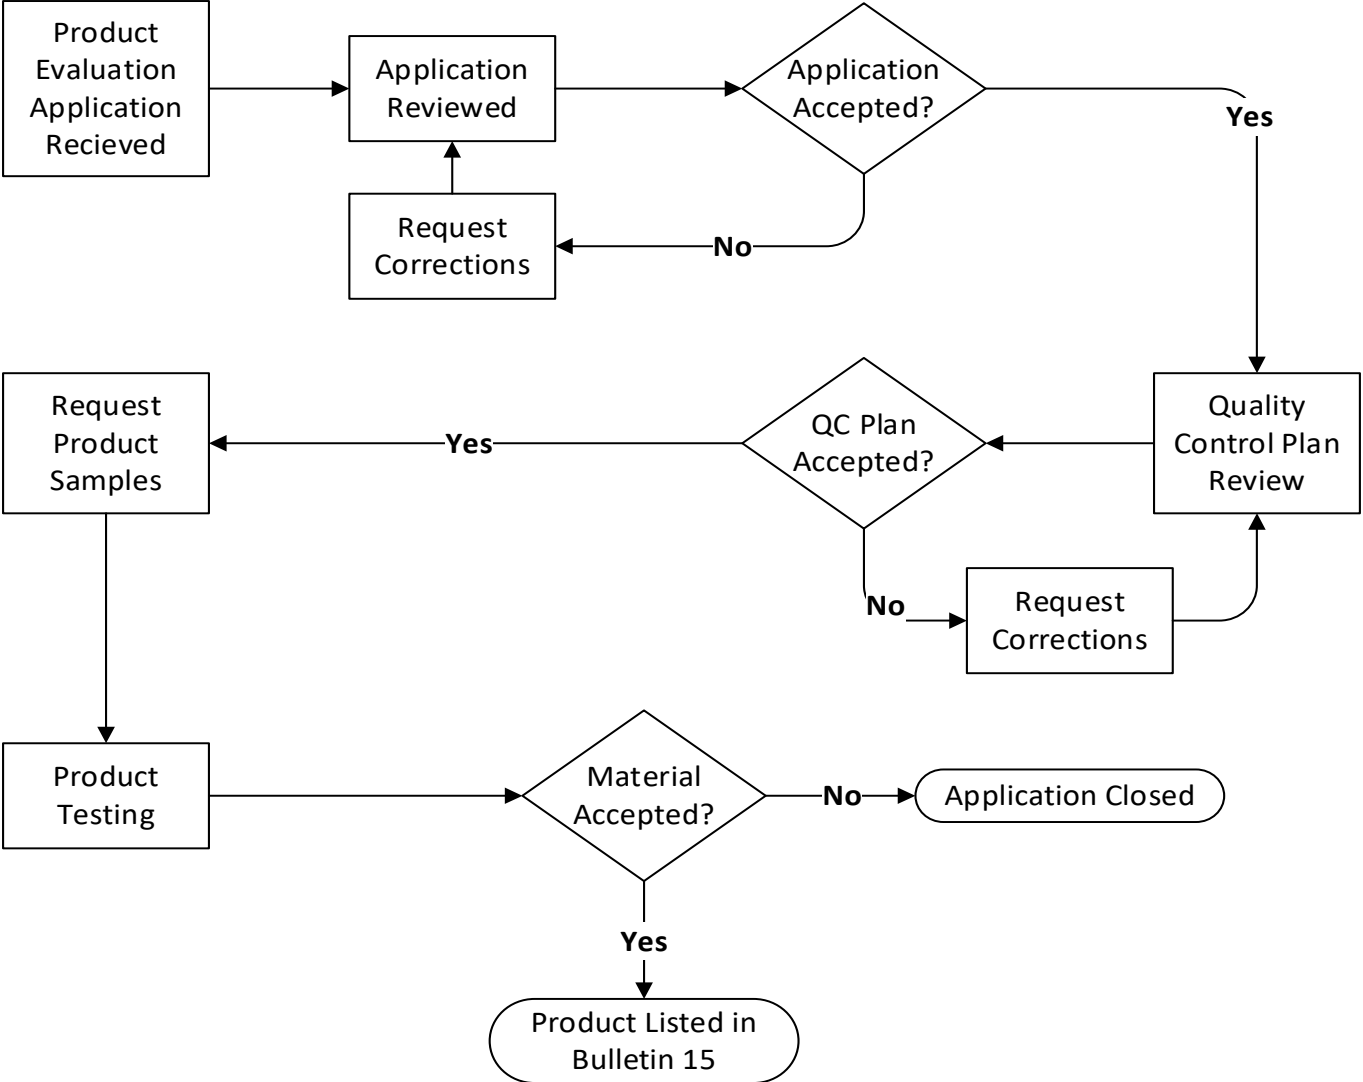 Product
Evaluation
Application
Recieved
Application
Reviewed
Application
Accepted?
Yes
Request
Corrections
No
Request
Product
Samples
Yes
QC Plan
Accepted?
Quality
Control Plan
Review
No
Request
Corrections
Product
Testing
Material
Accepted?
No
Application Closed
Yes
Product Listed in
Bulletin 15